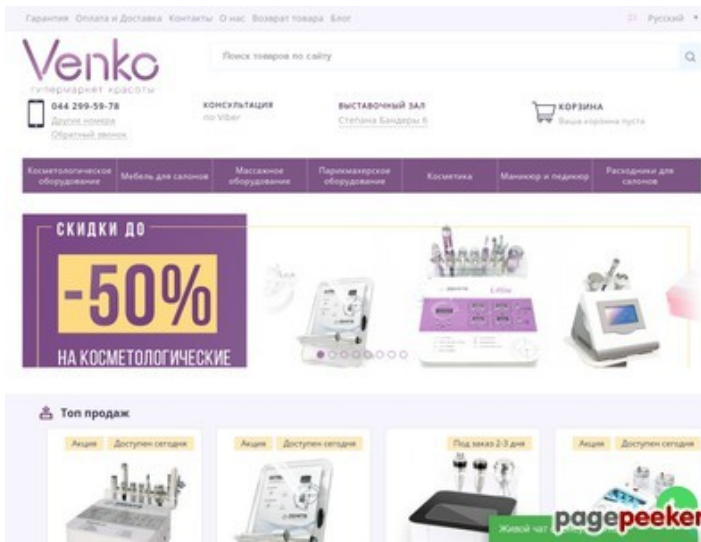 Гарантия Оплата и Доставка Контакты О нас Возврат товара Блог
Русский
Venko
гипермаркет красоты
Поиск товаров по сайту
044 299-59-78
Другие номера
Обратный звонок
КОНСУЛЬТАЦИЯ
по Viber
ВЫСТАВОЧНЫЙ ЗАЛ
Степана Бандеры 6
КОРЗИНА
Ваша корзина пуста
Косметологическое оборудование
Мебель для салонов
Массажное оборудование
Парикмахерское оборудование
Косметика
Маникюр и педикюр
Расходники для салонов
СКИДКИ ДО
-50%
НА КОСМЕТОЛОГИЧЕСКИЕ
Топ продаж
Акция Доступен сегодня
Акция Доступен сегодня
Под заказ 2-3 дня
Акция Доступен сегодня
Живой чат
pagepeeker